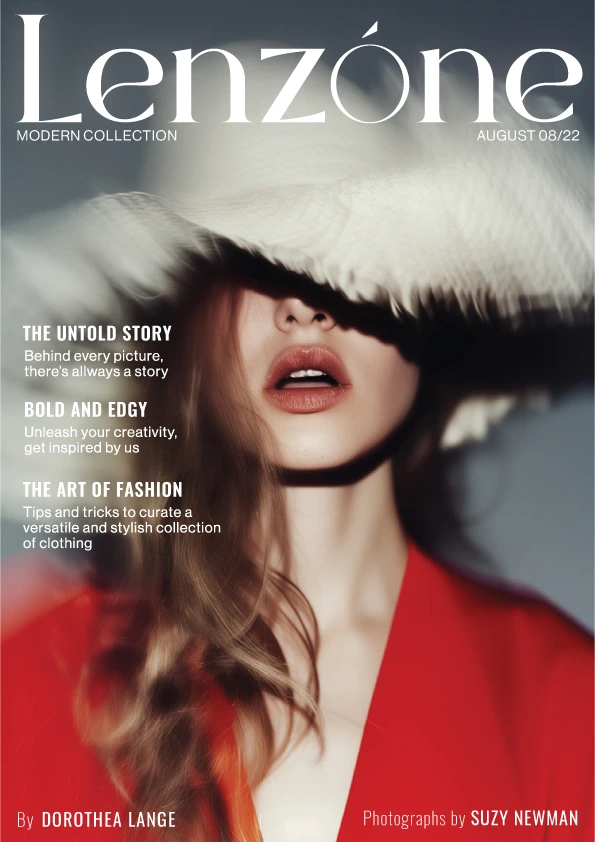 Lenzóne
MODERN COLLECTION
AUGUST 08/22
THE UNTOLD STORY
Behind every picture,
there's allways a story
BOLD AND EDGY
Unleash your creativity,
get inspired by us
THE ART OF FASHION
Tips and tricks to curate a
versatile and stylish collection
of clothing
By DOROTHEA LANGE
Photographs by SUZY NEWMAN